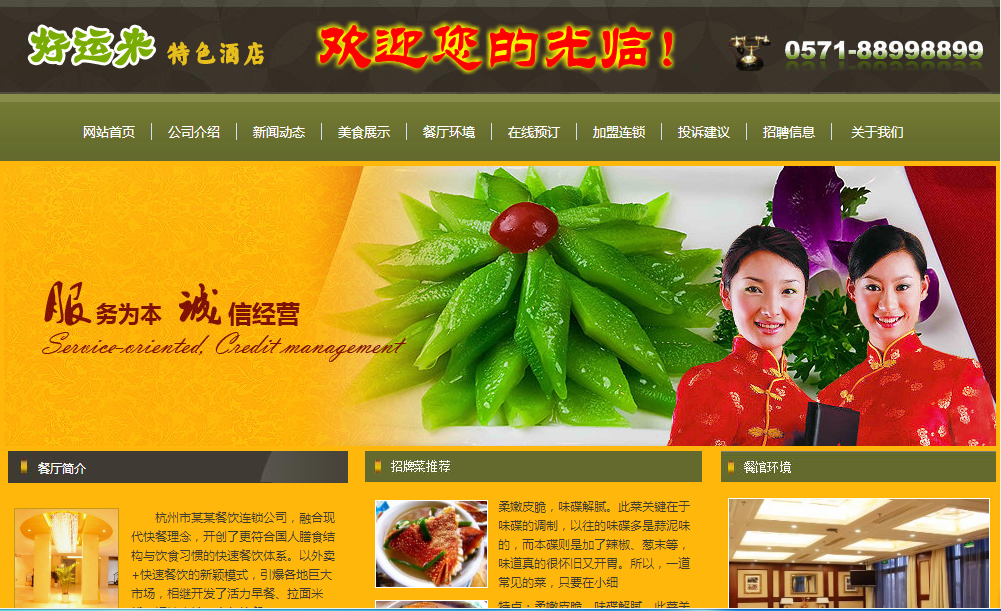 好运来 特色酒店
欢迎您的光临!
0571-88998899
网站首页 公司介绍 新闻动态 美食展示 餐厅环境 在线预订 加盟连锁 投诉建议 招聘信息 关于我们
服务为本 诚信经营
Service-oriented, Credit management
餐厅简介
杭州市某某餐饮连锁公司，融合现
代快餐理念，开创了更符合国人膳食结
构与饮食习惯的快速餐饮体系。以外卖
+快速餐饮的新颖模式，引爆各地巨大
市场，相继开发了活力早餐、拉面米
招牌菜推荐
柔嫩皮脆，味碟解腻。此菜关键在于
味碟的调制，以往的味碟多是蒜泥味
的，而本碟则是加了辣椒、葱末等，
味道真的很怀旧又开胃。所以，一道
常见的菜，只要在小细
特点：柔嫩皮脆，味碟解腻。此菜关
餐馆环境